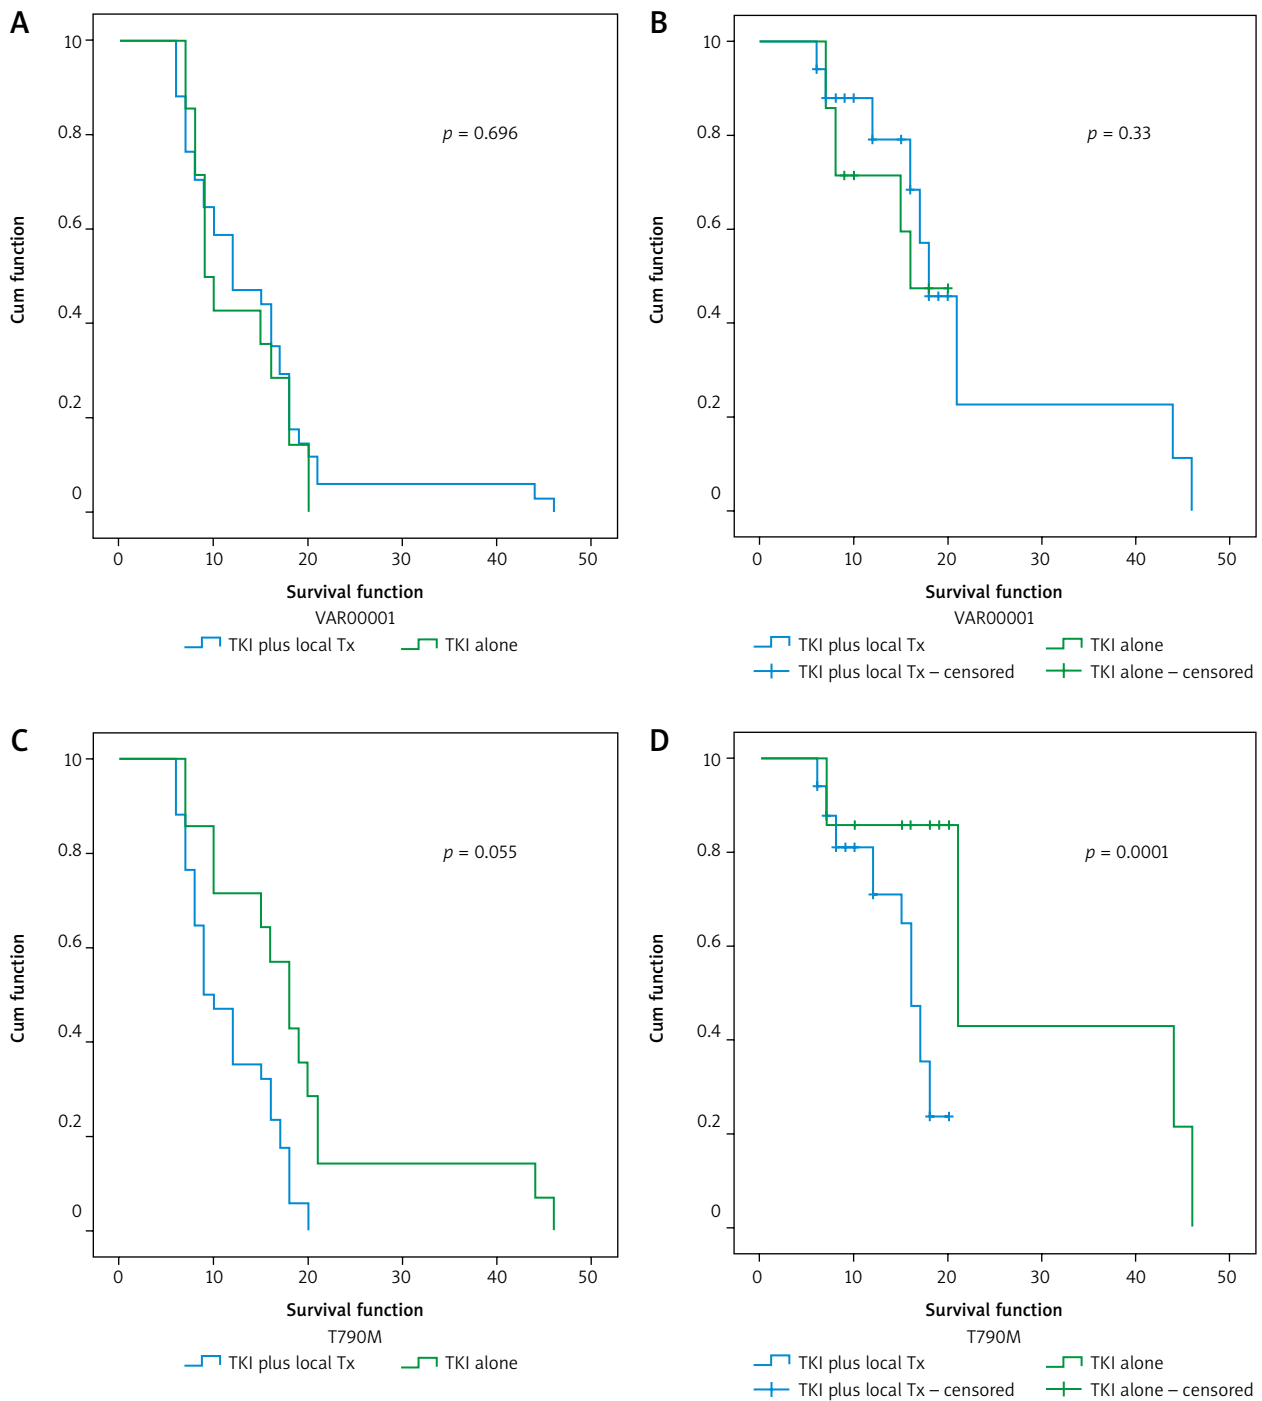 A
10
0.8
0.6
0.4
0.2
0
Cum function
p = 0.696
0 10 20 30 40 50
Survival function
VAR00001
TKI plus local Tx TKI alone
B
10
0.8
0.6
0.4
0.2
0
Cum function
p = 0.33
0 10 20 30 40 50
Survival function
VAR00001
TKI plus local Tx TKI alone
TKI plus local Tx – censored TKI alone – censored
C
10
0.8
0.6
0.4
0.2
0
Cum function
p = 0.055
0 10 20 30 40 50
Survival function
T790M
TKI plus local Tx TKI alone
D
10
0.8
0.6
0.4
0.2
0
Cum function
p = 0.0001
0 10 20 30 40 50
Survival function
T790M
TKI plus local Tx TKI alone
TKI plus local Tx – censored TKI alone – censored